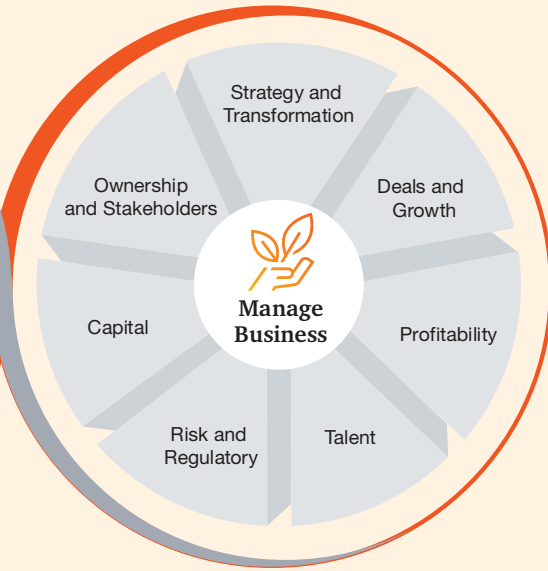 Strategy and
Transformation
Deals and
Growth
Profitability
Talent
Risk and
Regulatory
Capital
Ownership
and Stakeholders
Manage
Business